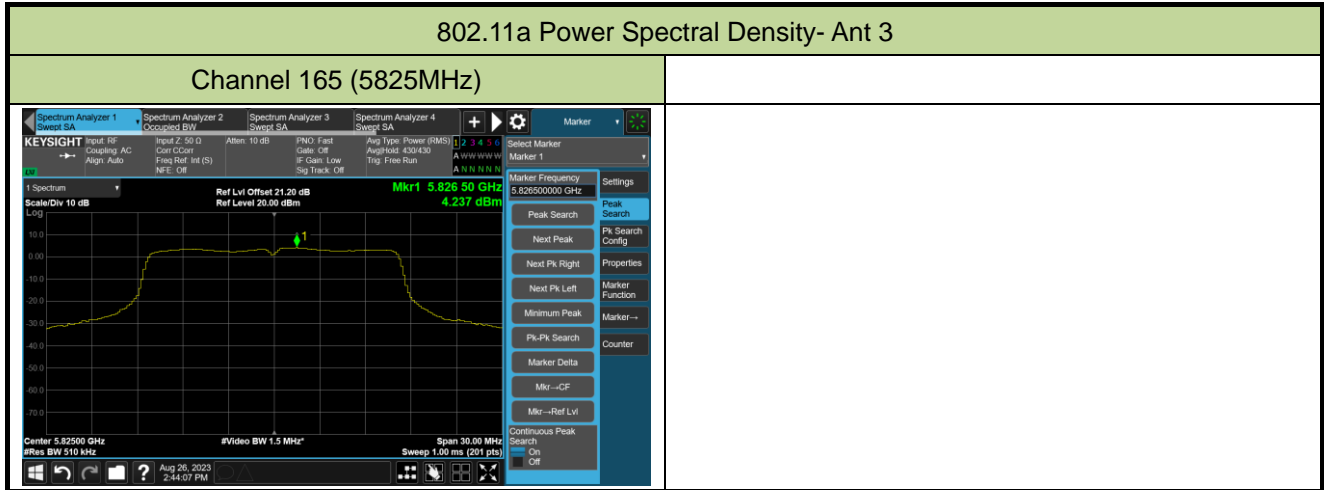 802.11a Power Spectral Density- Ant 3
Channel 165 (5825MHz)
Spectrum Analyzer 1
Swept SA
Spectrum Analyzer 2
Occupied BW
Spectrum Analyzer 3
Swept SA
Spectrum Analyzer 4
Swept SA
+
Marker
KEYSIGHT
Input: RF
Coupling: AC
Align: Auto
Input Z: 50 Ω
Corr CCorr
Freq Ref: Int (S)
NFE: Off
Atten: 10 dB
PNO: Fast
Gate: Off
IF Gain: Low
Sig Track: Off
Avg Type: Power (RMS)
Avg|Hold: 430/430
Trig: Free Run
1 2 3 4 5 6
A W W W W W
A N N N N N
LXI
Select Marker
Marker 1
1 Spectrum
Scale/Div 10 dB
Log
Ref Lvl Offset 21.20 dB
Ref Level 20.00 dBm
Mkr1 5.826 50 GHz
4.237 dBm
10.0
0.00
-10.0
-20.0
-30.0
-40.0
-50.0
-60.0
-70.0
1
Center 5.82500 GHz
#Res BW 510 kHz
#Video BW 1.5 MHz*
Span 30.00 MHz
Sweep 1.00 ms (201 pts)
Marker Frequency
5.826500000 GHz
Peak Search
Next Peak
Next Pk Right
Next Pk Left
Minimum Peak
Pk-Pk Search
Marker Delta
Mkr→CF
Mkr→Ref Lvl
Continuous Peak
Search
On
Off
Settings
Peak
Search
Pk Search
Config
Properties
Marker
Function
Marker→
Counter
?
Aug 26, 2023
2:44:07 PM